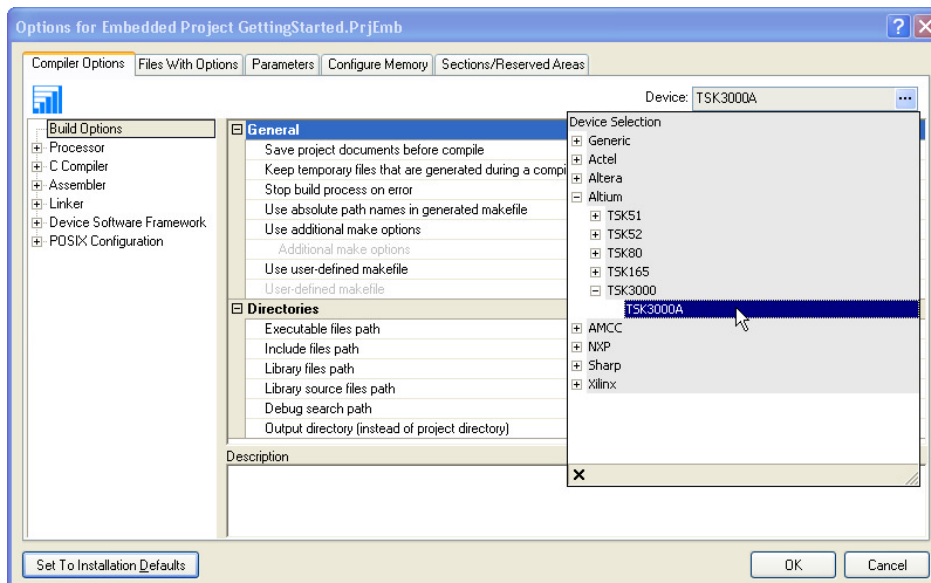 Options for Embedded Project GettingStarted.PrjEmb
Compiler Options Files With Options Parameters Configure Memory Sections/Reserved Areas
Device: TSK3000A ...
Build Options
Processor
C Compiler
Assembler
Linker
Device Software Framework
POSIX Configuration
General
Save project documents before compile
Keep temporary files that are generated during a compi
Stop build process on error
Use absolute path names in generated makefile
Use additional make options
Additional make options
Use user-defined makefile
User-defined makefile
Directories
Executable files path
Include files path
Library files path
Library source files path
Debug search path
Output directory (instead of project directory)
Device Selection
Generic
Actel
Altera
Altium
TSK51
TSK52
TSK80
TSK165
TSK3000
TSK3000A
AMCC
NXP
Sharp
Xilinx
Description
Set To Installation Defaults OK Cancel